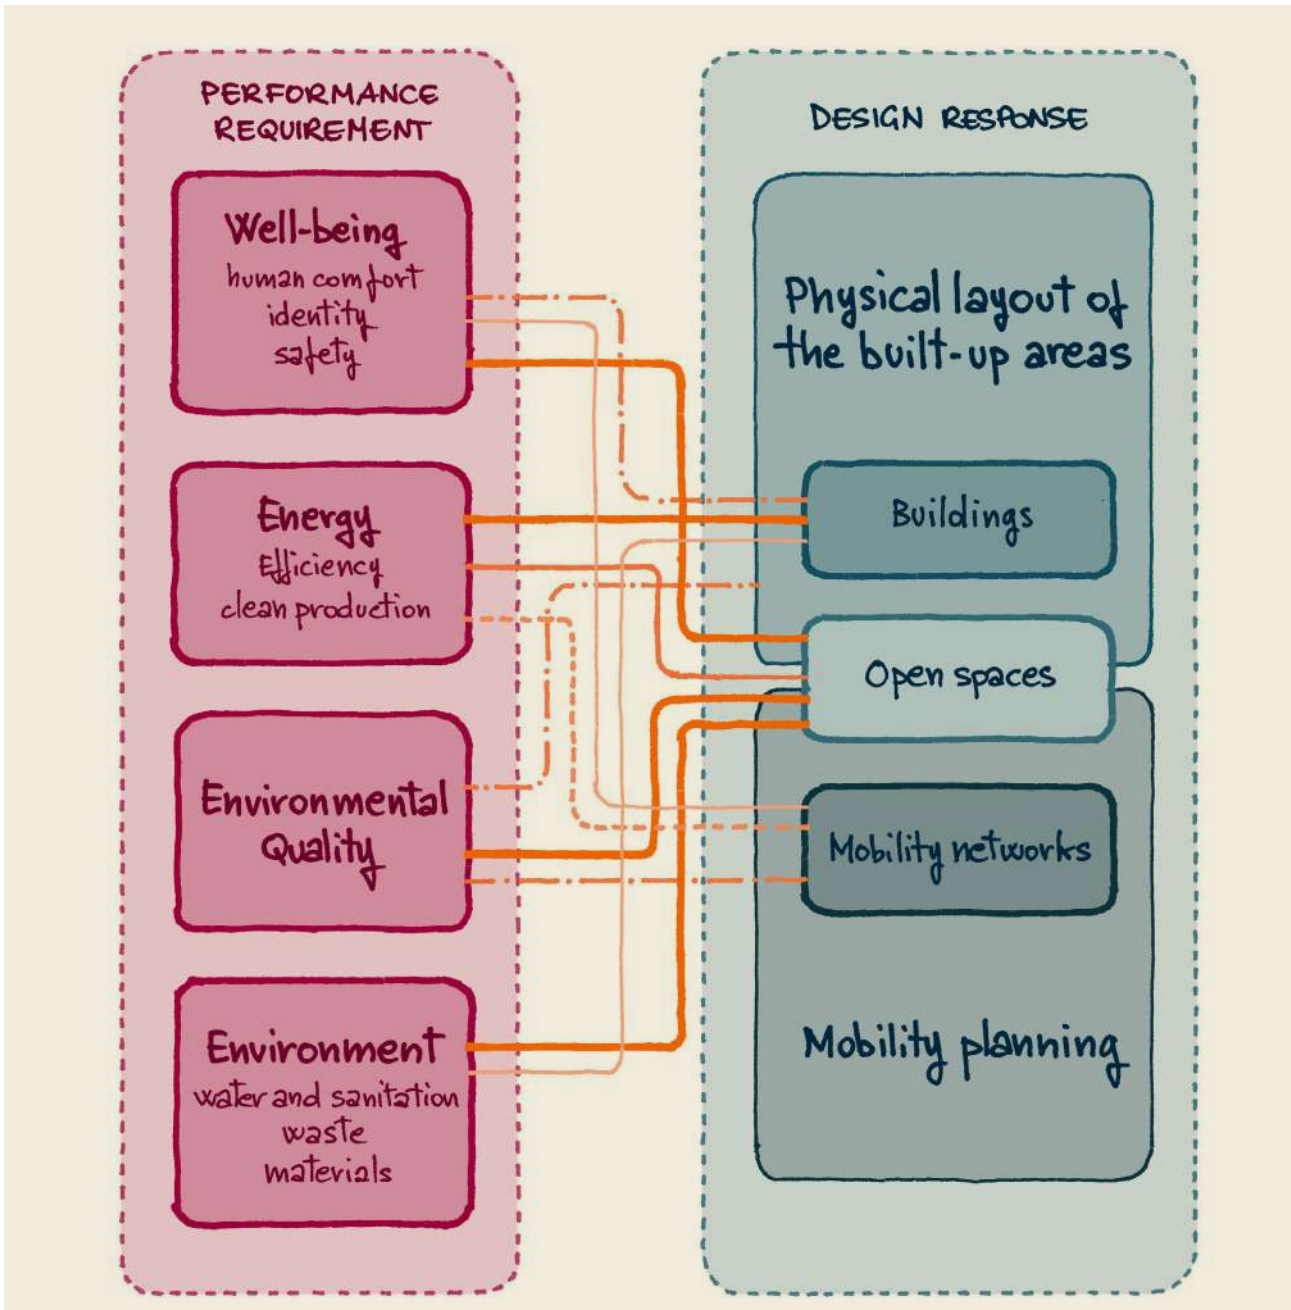 PERFORMANCE
REQUIREMENT
Well-being
human comfort
identity
safety
Energy
Efficiency
clean production
Environmental
Quality
Environment
water and sanitation
waste
materials
DESIGN RESPONSE
Physical layout of
the built-up areas
Buildings
Open spaces
Mobility networks
Mobility planning